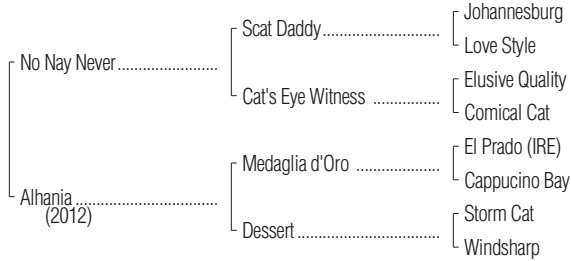 Johannesburg
Scat Daddy
Love Style
No Nay Never
Elusive Quality
Cat's Eye Witness
Comical Cat
El Prado (IRE)
Medaglia d'Oro
Cappucino Bay
Alhania
(2012)
Storm Cat
Dessert
Windsharp